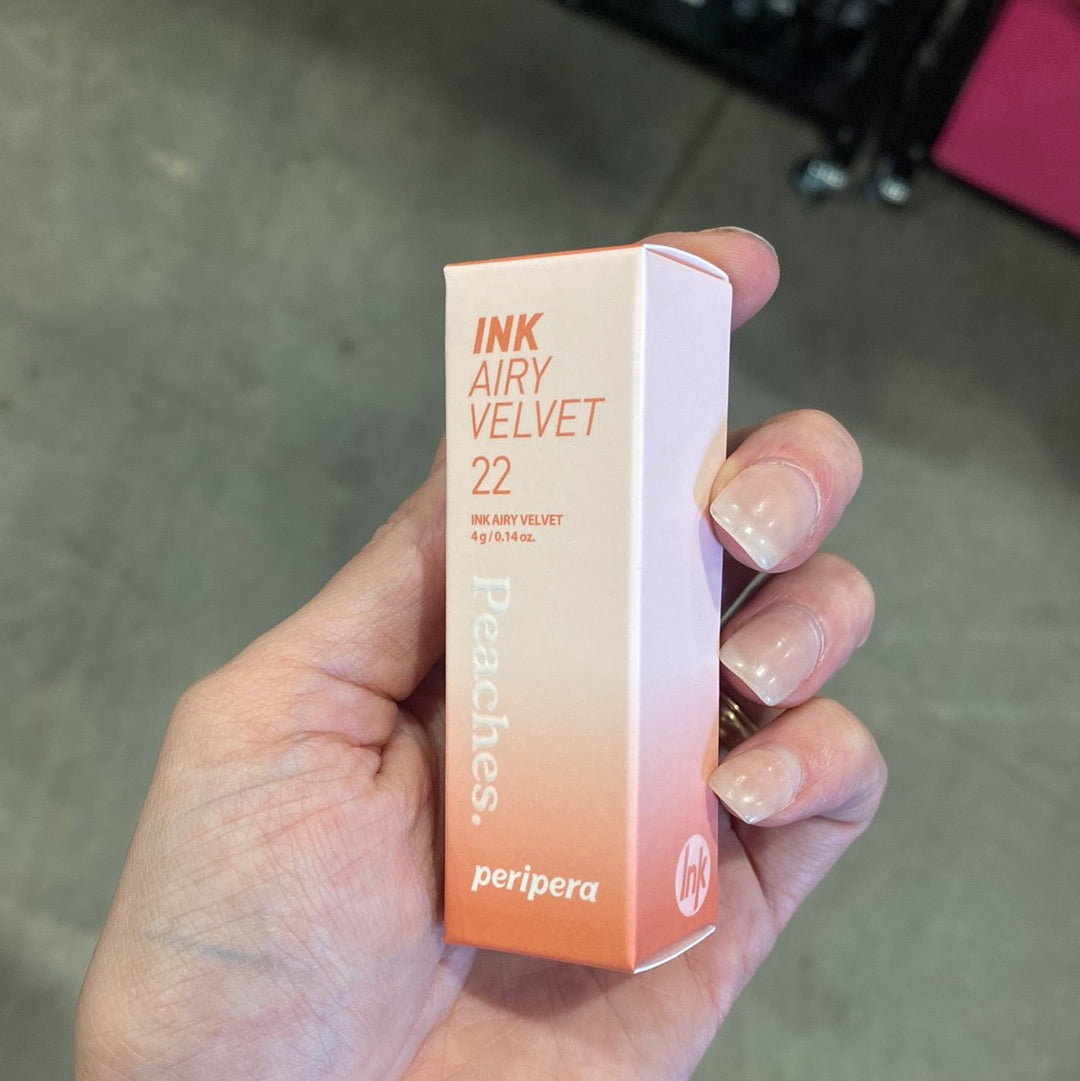 INK
AIRY
VELVET
22
INK AIRY VELVET
4 g / 0.14 oz.
Peaches.
peripera
Ink